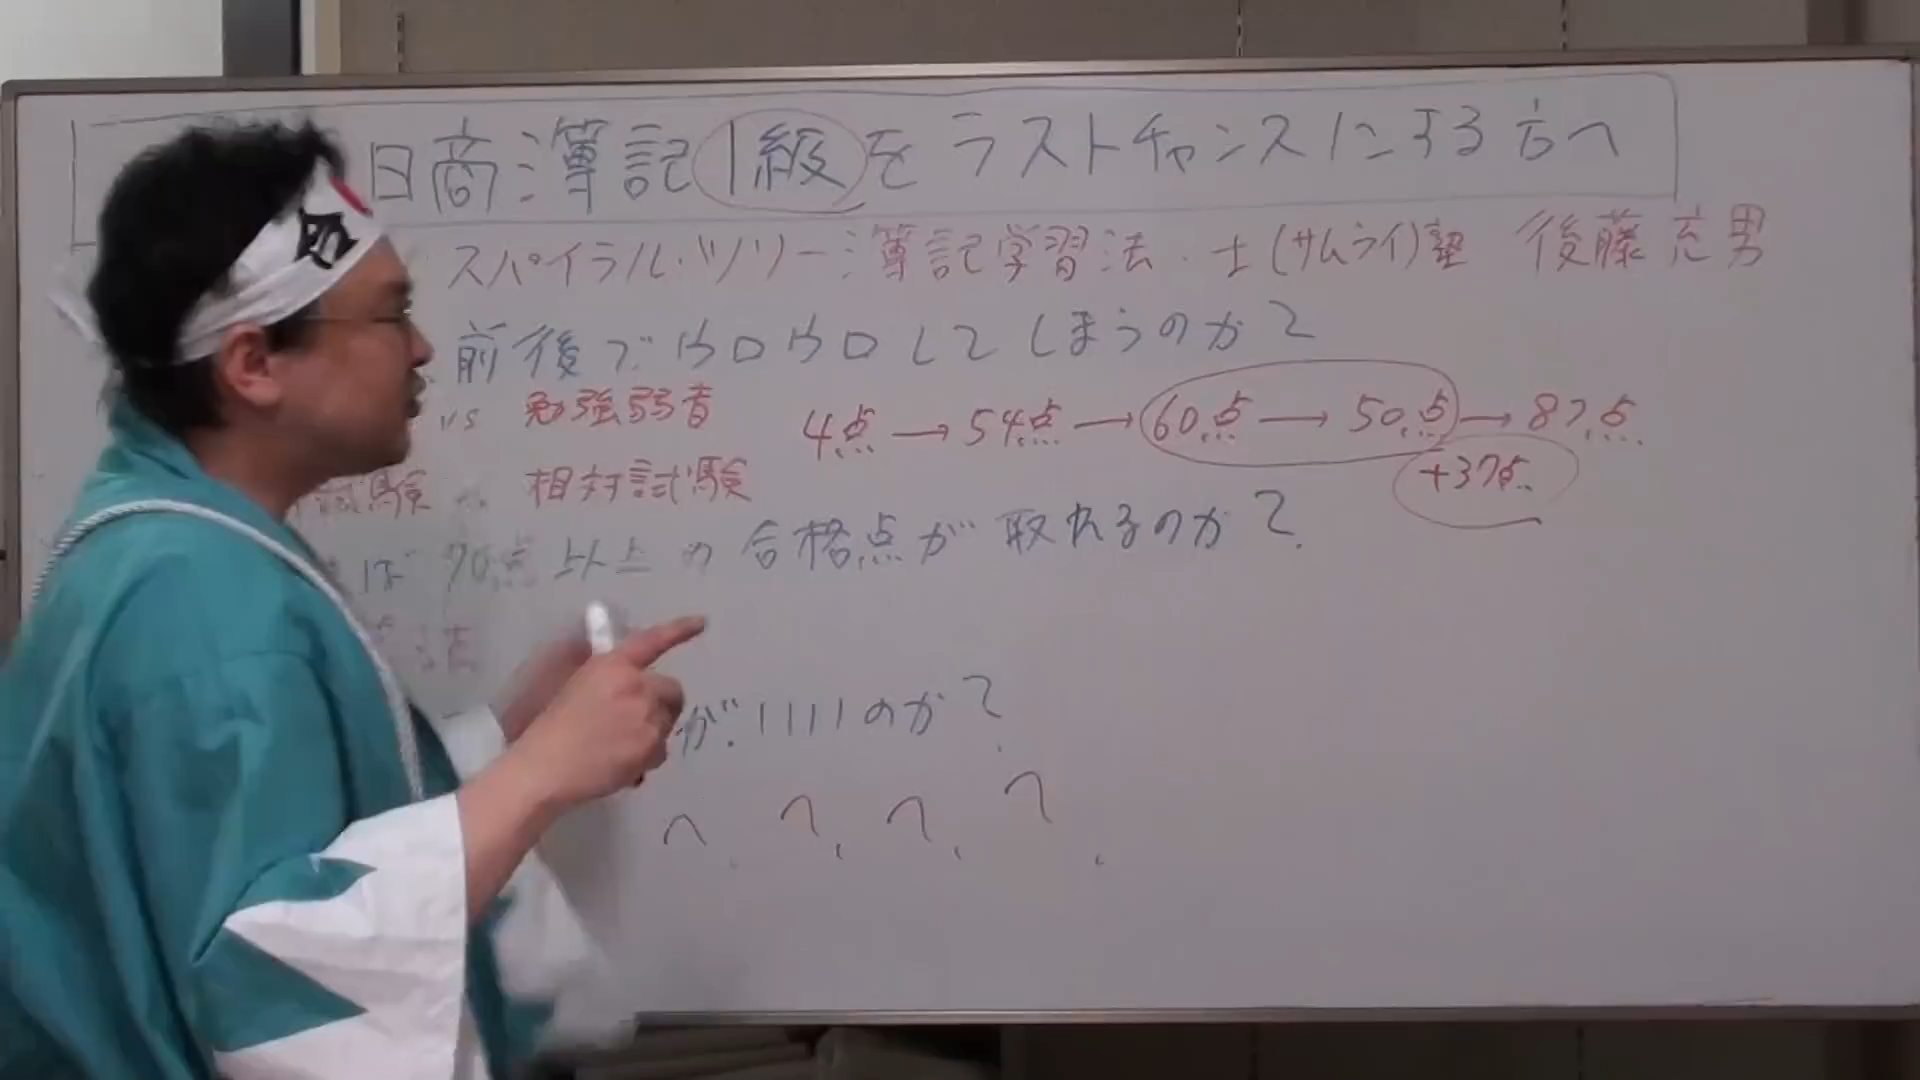 日商簿記1級をラストチャンスにする方へ
スパイラル・ツリー簿記学習法・士(サムライ)塾 後藤充男
前後でウロウロしてしまうのか?
vs 勉強弱者 4点→54点→60点→50点→87点
験 相対試験 +37点
ば 70点以上の合格点が取れるのか?
が.いいのか?
? ? ? ?